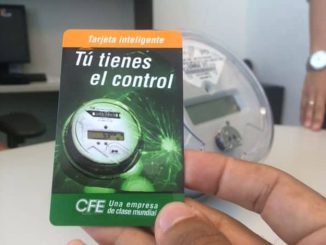 Tarjeta inteligente
Tú tienes
el control
CFE
Una empresa
de clase mundial